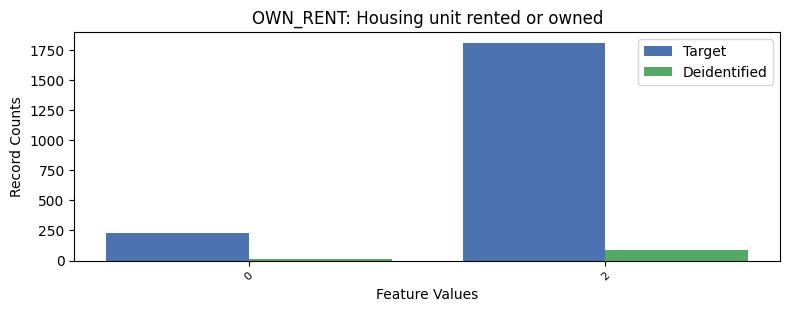 OWN_RENT: Housing unit rented or owned
Target
Deidentified
Record Counts
1750
1500
1250
1000
750
500
250
0
0
2
Feature Values